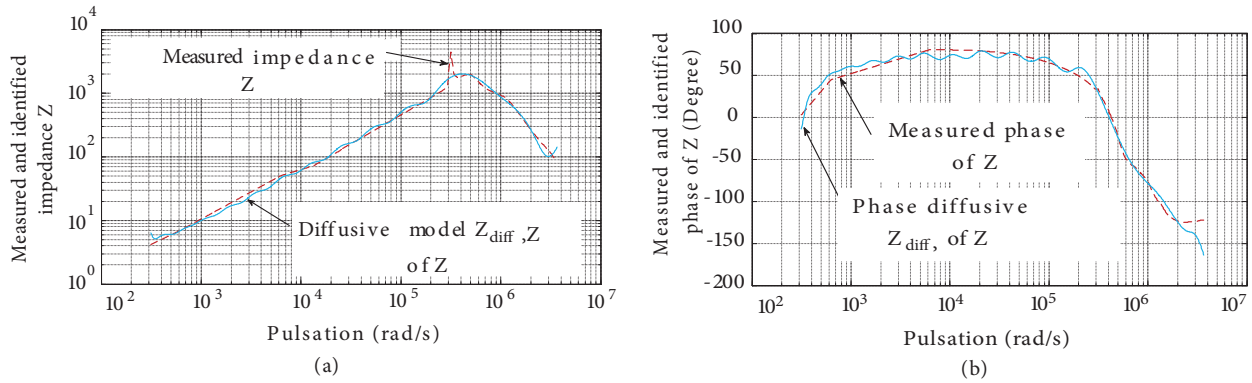 Measured and identified
impedance Z
10^4
10^3
10^2
10^1
10^0
Measured impedance
Z
Diffusive model Z_diff ,Z
of Z
10^2
10^3
10^4
10^5
10^6
10^7
Pulsation (rad/s)
(a)
Measured and identified
phase of Z (Degree)
100
50
0
-50
-100
-150
-200
Measured phase
of Z
Phase diffusive
Z_diff, of Z
10^2
10^3
10^4
10^5
10^6
10^7
Pulsation (rad/s)
(b)